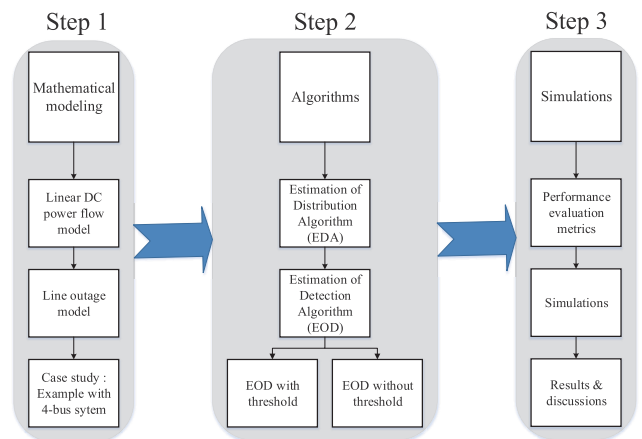 Step 1
Mathematical
modeling
Linear DC
power flow
model
Line outage
model
Case study :
Example with
4-bus sytem
Step 2
Algorithms
Estimation of
Distribution
Algorithm
(EDA)
Estimation of
Detection
Algorithm
(EOD)
EOD with
threshold
EOD without
threshold
Step 3
Simulations
Performance
evaluation
metrics
Simulations
Results &
discussions